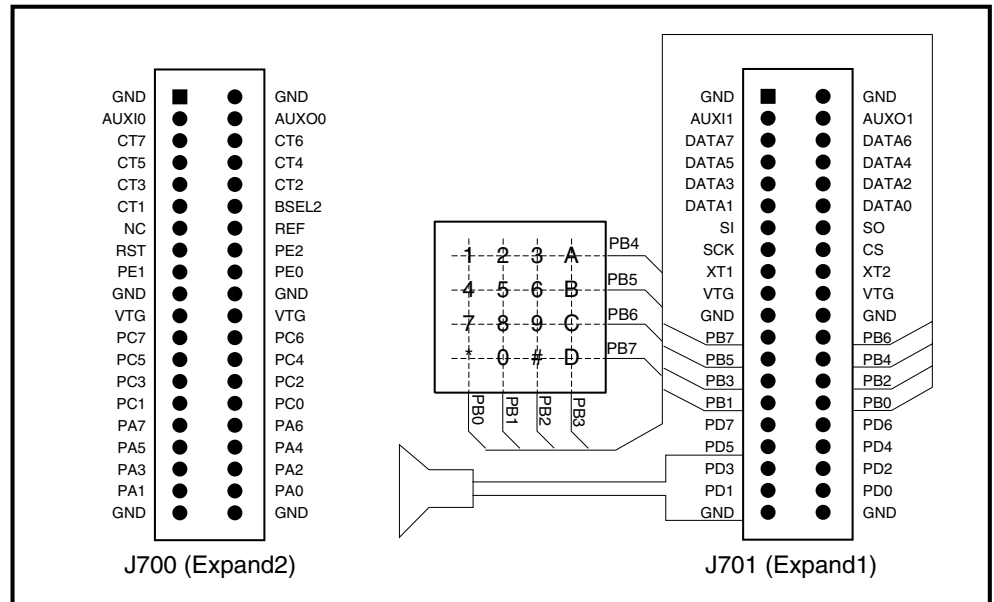 GND GND
AUXI0 AUXO0
CT7 CT6
CT5 CT4
CT3 CT2
CT1 BSEL2
NC REF
RST PE2
PE1 PE0
GND GND
VTG VTG
PC7 PC6
PC5 PC4
PC3 PC2
PC1 PC0
PA7 PA6
PA5 PA4
PA3 PA2
PA1 PA0
GND GND
J700 (Expand2)
1 2 3 A PB4
4 5 6 B PB5
7 8 9 C PB6
* 0 # D PB7
PB0 PB1 PB2 PB3
GND GND
AUXI1 AUXO1
DATA7 DATA6
DATA5 DATA4
DATA3 DATA2
DATA1 DATA0
SI SO
SCK CS
XT1 XT2
VTG VTG
GND GND
PB7 PB6
PB5 PB4
PB3 PB2
PB1 PB0
PD7 PD6
PD5 PD4
PD3 PD2
PD1 PD0
GND GND
J701 (Expand1)